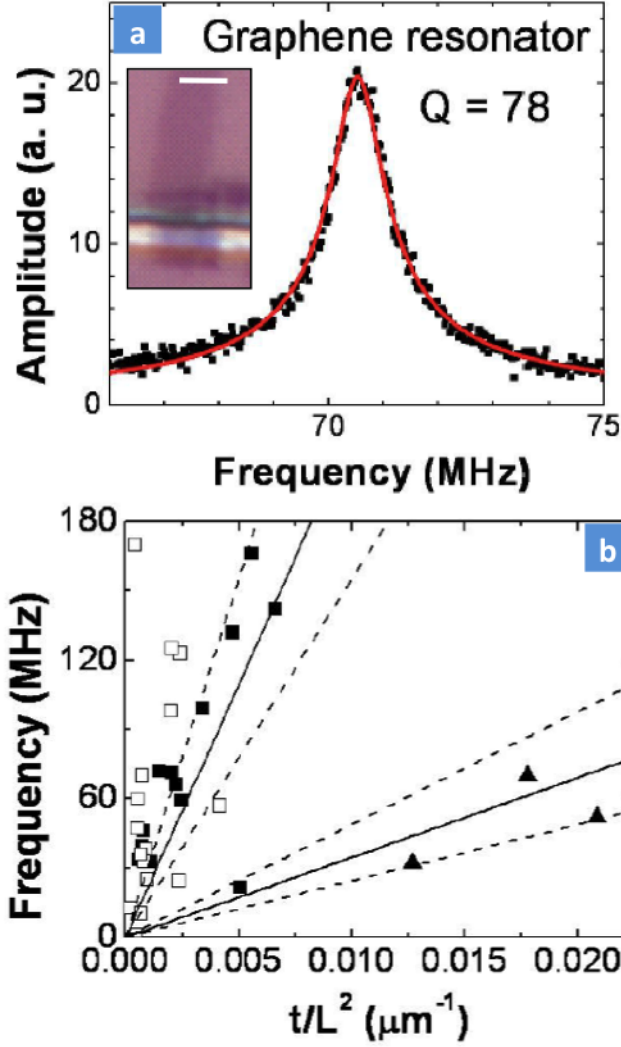 a
Graphene resonator
Q = 78
20
10
0
Amplitude (a. u.)
70
75
Frequency (MHz)
b
180
120
60
0
Frequency (MHz)
0.000 0.005 0.010 0.015 0.020
t/L² (µm⁻¹)